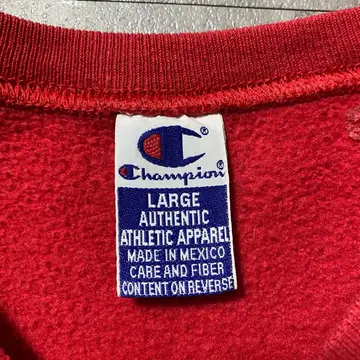 ®
Champion
LARGE
AUTHENTIC
ATHLETIC APPAREL
MADE IN MEXICO
CARE AND FIBER
CONTENT ON REVERSE